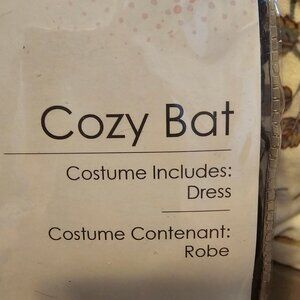 Cozy Bat
Costume Includes:
Dress
Costume Contenant:
Robe